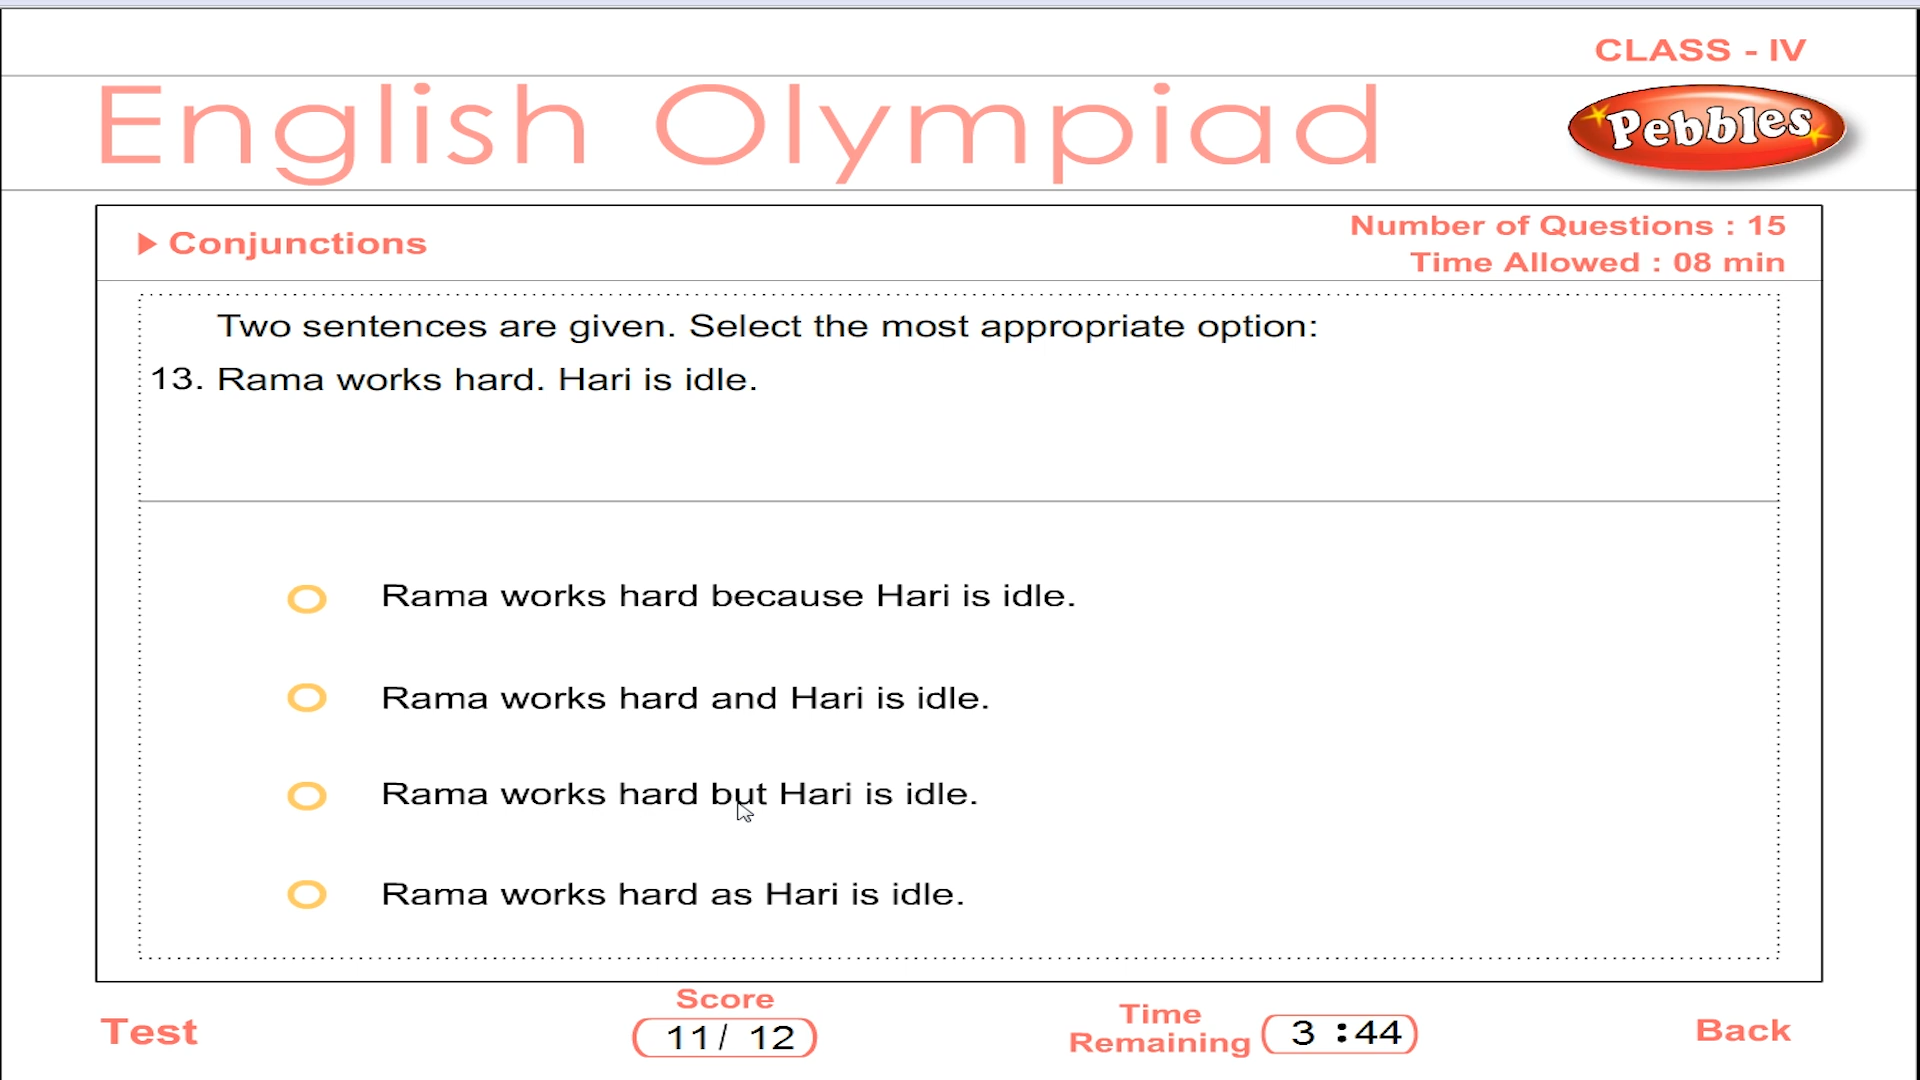 CLASS - IV
English Olympiad
Pebbles
Conjunctions
Number of Questions : 15
Time Allowed : 08 min
Two sentences are given. Select the most appropriate option:
13. Rama works hard. Hari is idle.
Rama works hard because Hari is idle.
Rama works hard and Hari is idle.
Rama works hard but Hari is idle.
Rama works hard as Hari is idle.
Test
Score
11/ 12
Time
Remaining
3 :44
Back